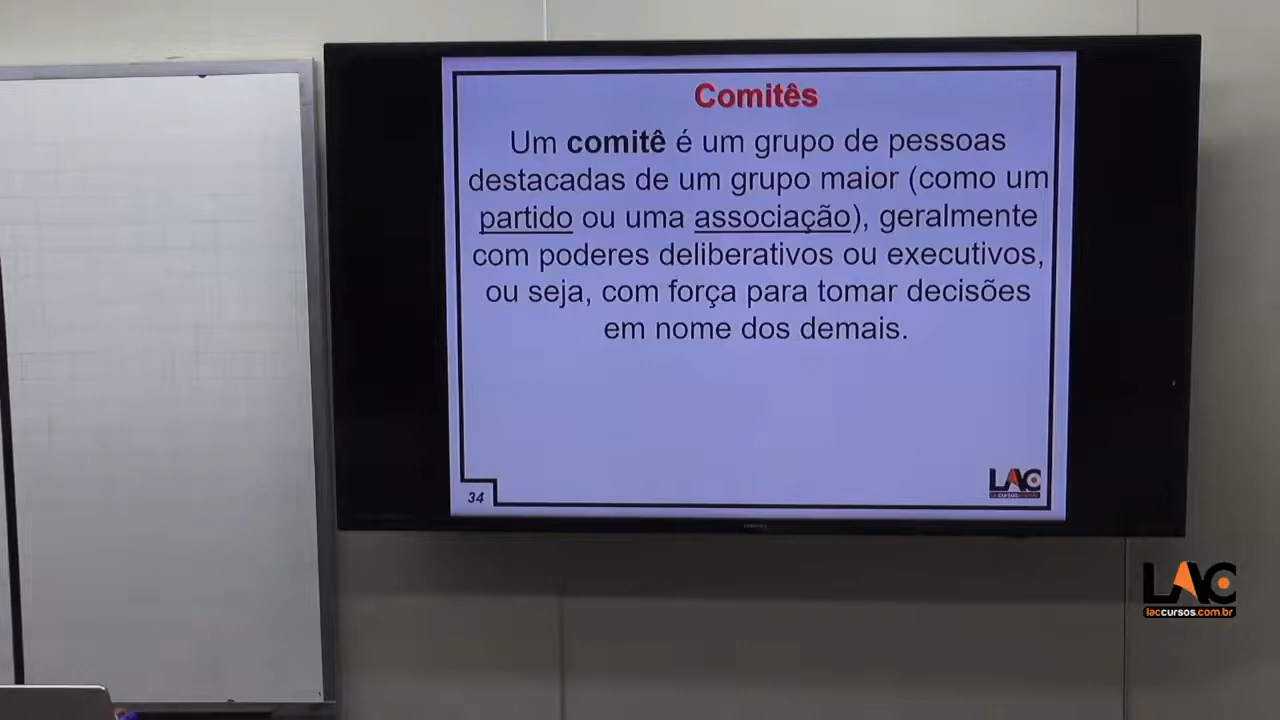 Comitês
Um comitê é um grupo de pessoas
destacadas de um grupo maior (como um
partido ou uma associação), geralmente
com poderes deliberativos ou executivos,
ou seja, com força para tomar decisões
em nome dos demais.
34
LAC
LAC
laccursos.com.br